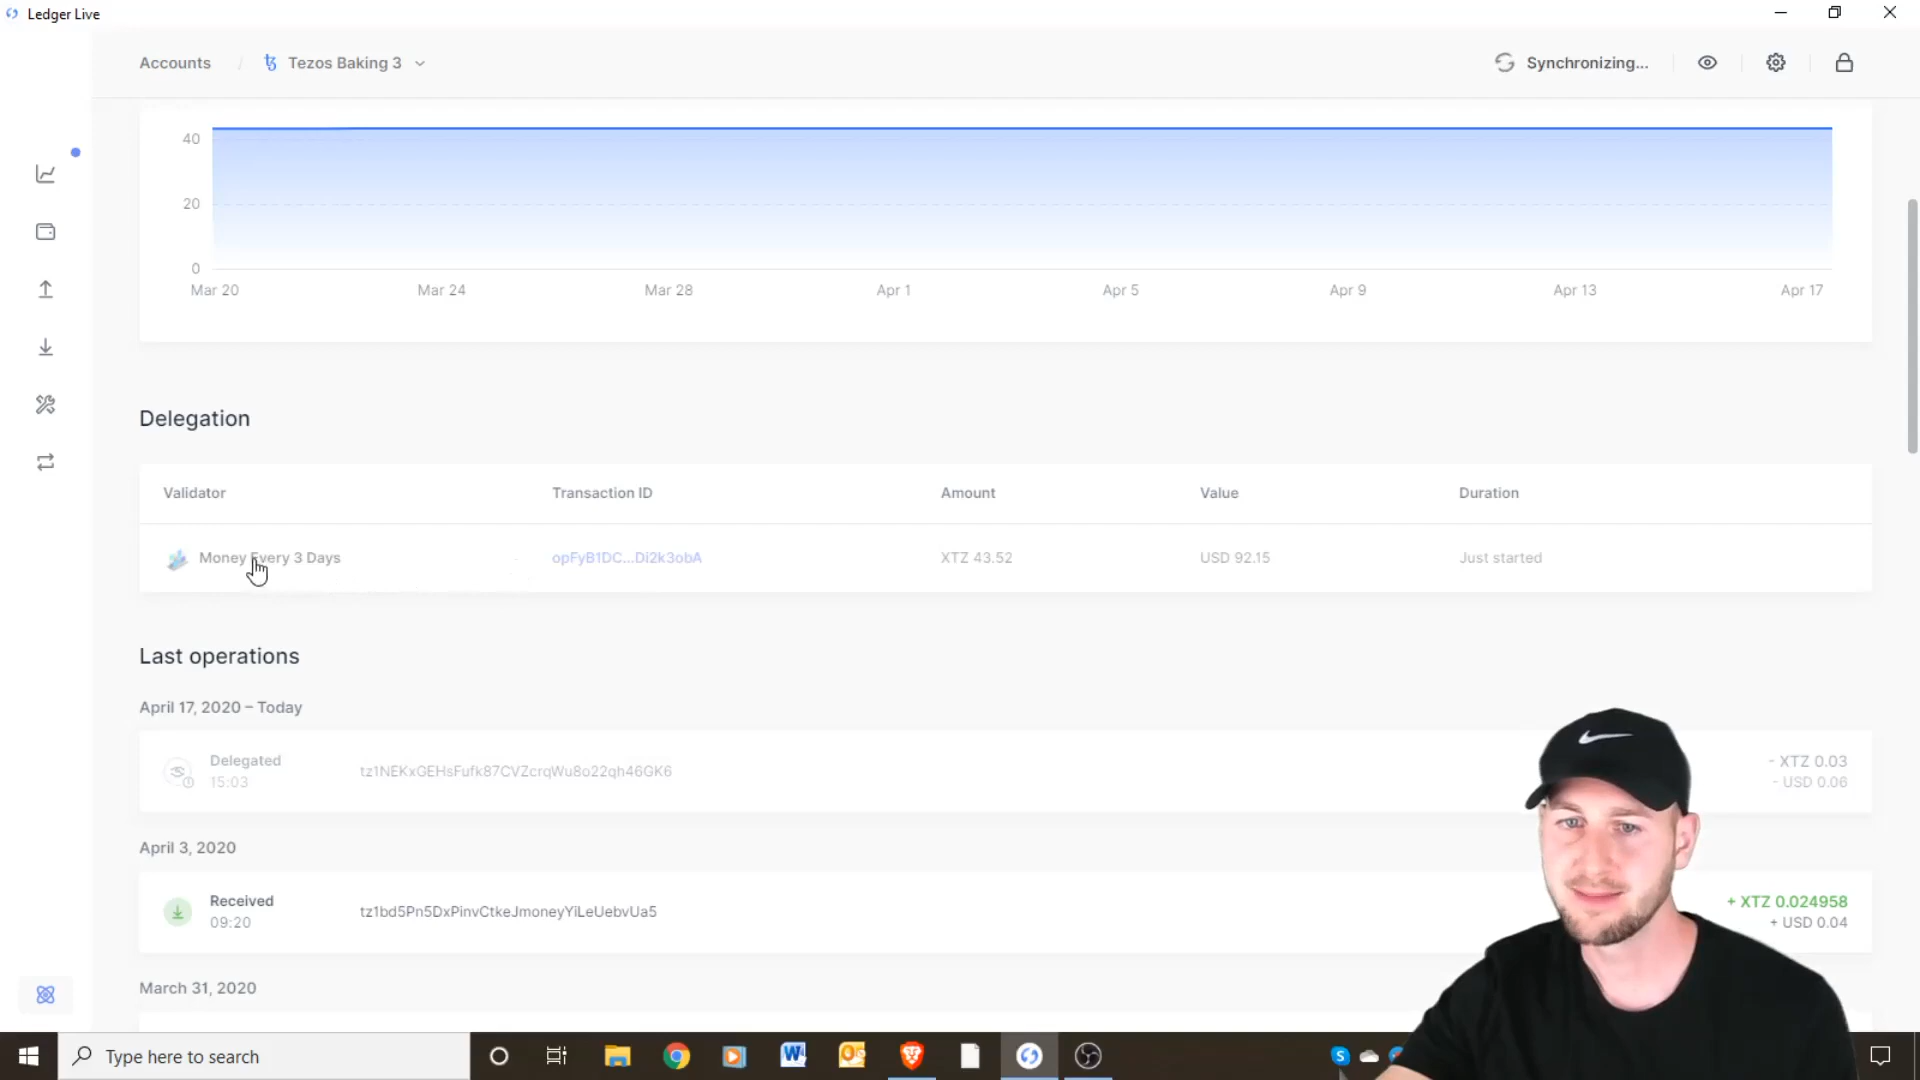 Ledger Live
Accounts / Tezos Baking 3
Synchronizing...
40
20
0
Mar 20 Mar 24 Mar 28 Apr 1 Apr 5 Apr 9 Apr 13 Apr 17
Delegation
Validator Transaction ID Amount Value Duration
Money Every 3 Days opFyB1DC...Di2k3obA XTZ 43.52 USD 92.15 Just started
Last operations
April 17, 2020 – Today
Delegated tz1NEKxGEHsFufk87CVZcrqWu8o22qh46GK6 - XTZ 0.03
15:03 - USD 0.06
April 3, 2020
Received tz1bd5Pn5DxPinvCtkeJmoneyYiLeUebvUa5 + XTZ 0.024958
09:20 + USD 0.04
March 31, 2020
Type here to search